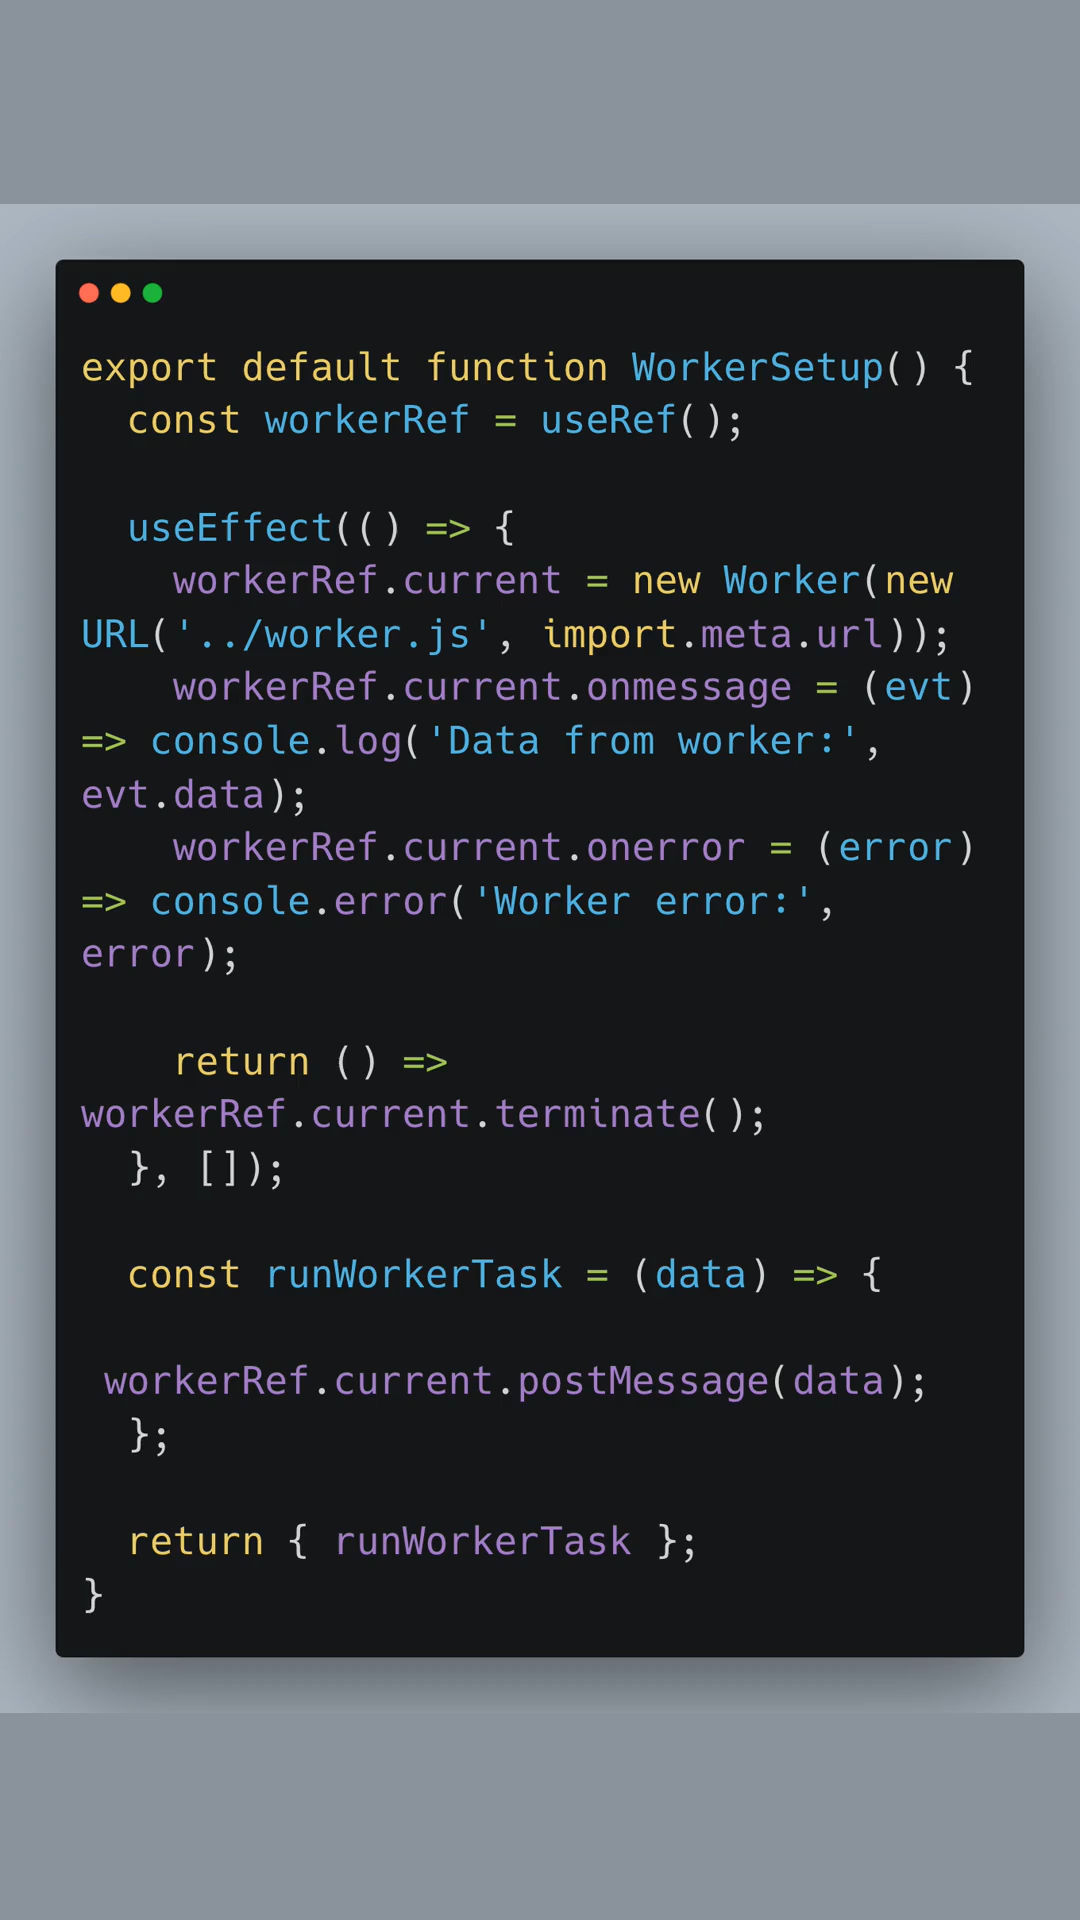 export default function WorkerSetup() {
  const workerRef = useRef();

  useEffect(() => {
    workerRef.current = new Worker(new
URL('../worker.js', import.meta.url));
    workerRef.current.onmessage = (evt)
=> console.log('Data from worker:',
evt.data);
    workerRef.current.onerror = (error)
=> console.error('Worker error:',
error);

    return () =>
workerRef.current.terminate();
  }, []);

  const runWorkerTask = (data) => {

 workerRef.current.postMessage(data);
  };

  return { runWorkerTask };
}